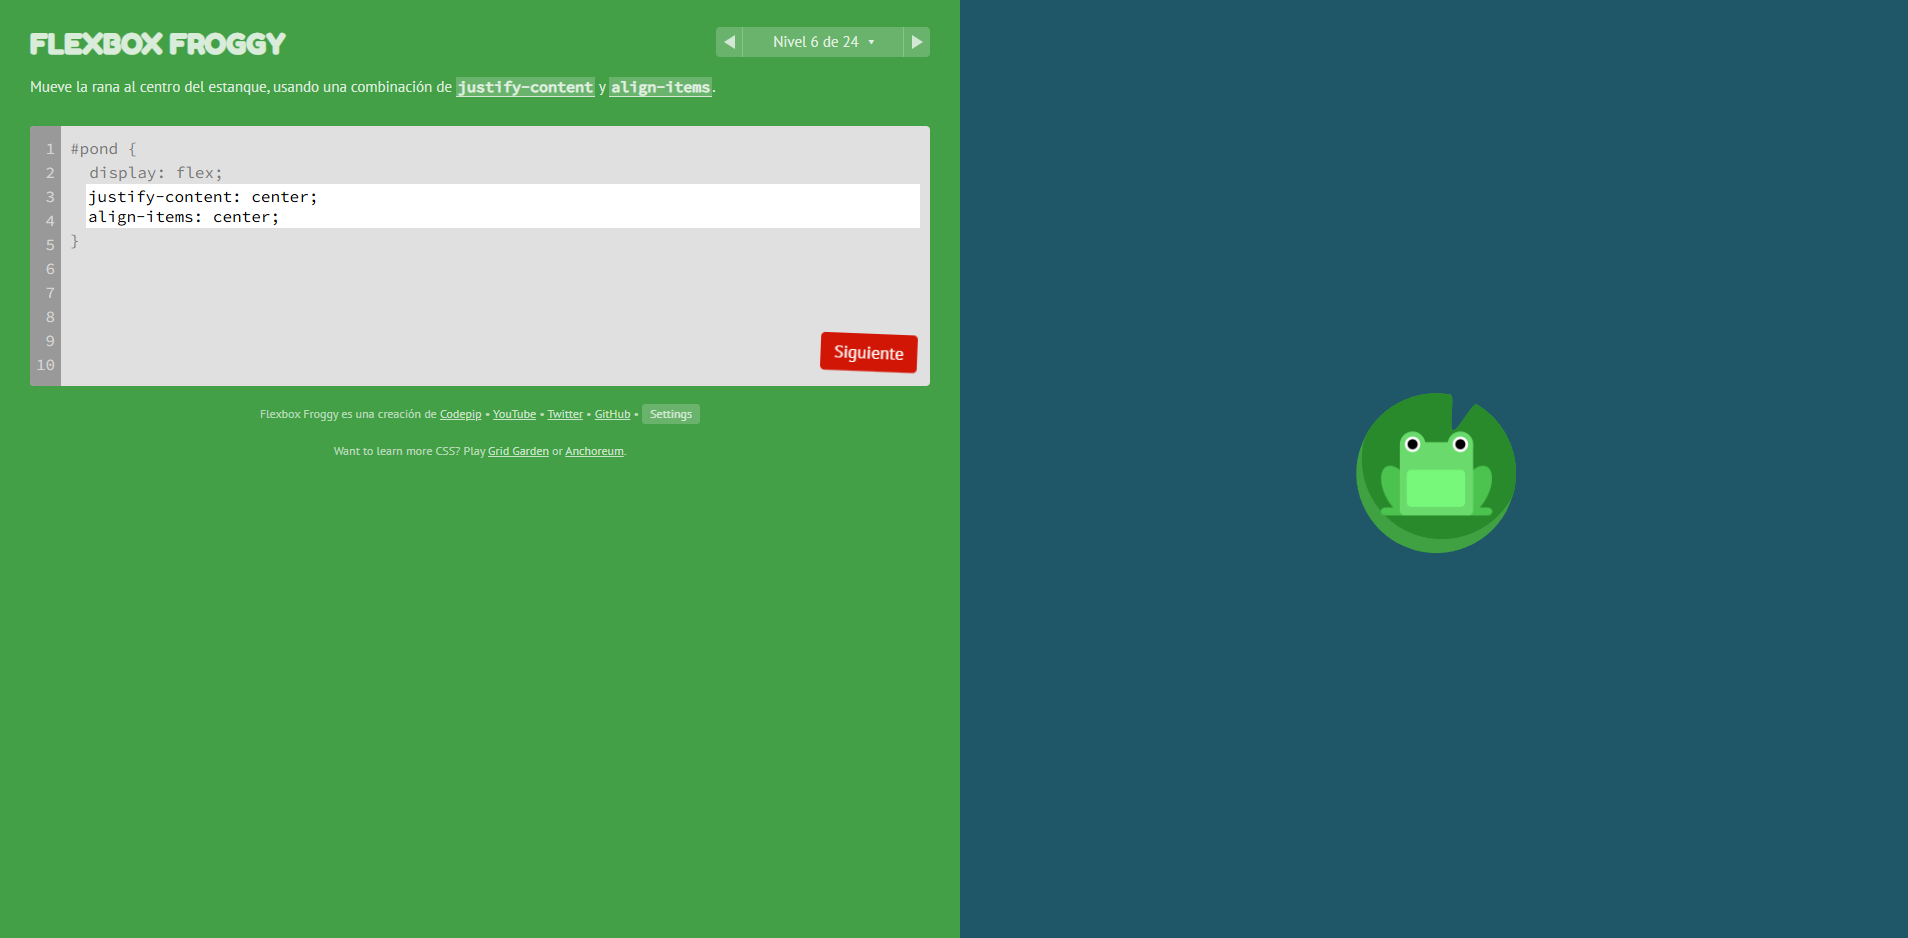 FLEXBOX FROGGY
Nivel 6 de 24
Mueve la rana al centro del estanque, usando una combinación de justify-content y align-items.
1 #pond {
2 display: flex;
3 justify-content: center;
4 align-items: center;
5 }
6
7
8
9
10
Siguiente
Flexbox Froggy es una creación de Codepip • YouTube • Twitter • GitHub • Settings
Want to learn more CSS? Play Grid Garden or Anchoreum.